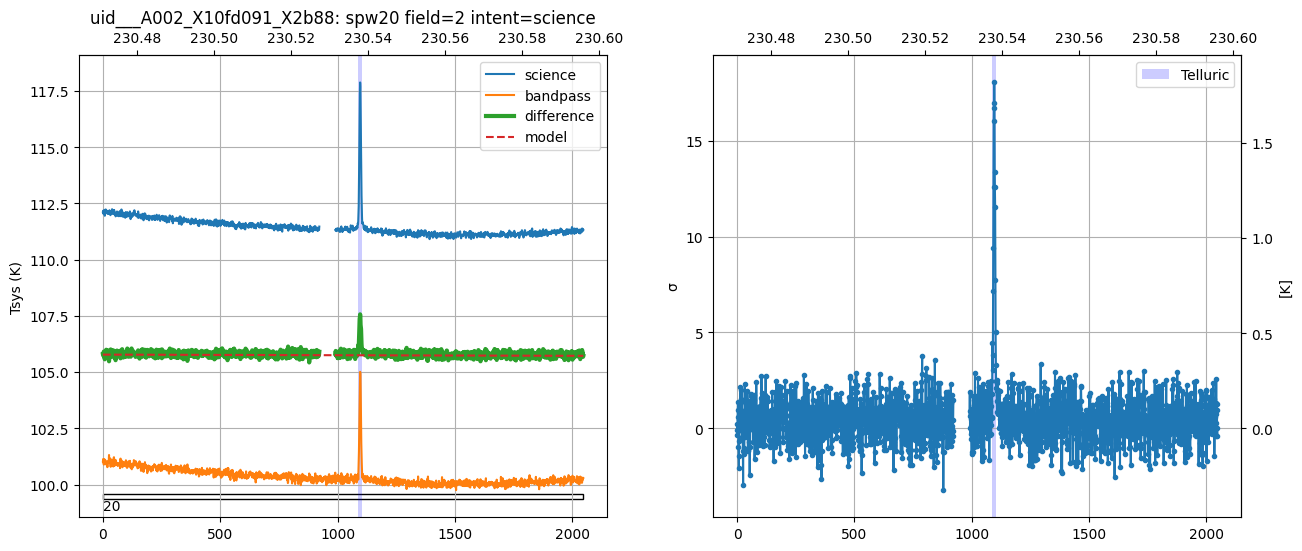 uid___A002_X10fd091_X2b88: spw20 field=2 intent=science
230.48 230.50 230.52 230.54 230.56 230.58 230.60
117.5
115.0
112.5
110.0
107.5
105.0
102.5
100.0
Tsys (K)
science
bandpass
difference
model
20
0 500 1000 1500 2000
230.48 230.50 230.52 230.54 230.56 230.58 230.60
15
10
5
0
σ
Telluric
1.5
1.0
0.5
0.0
[K]
0 500 1000 1500 2000